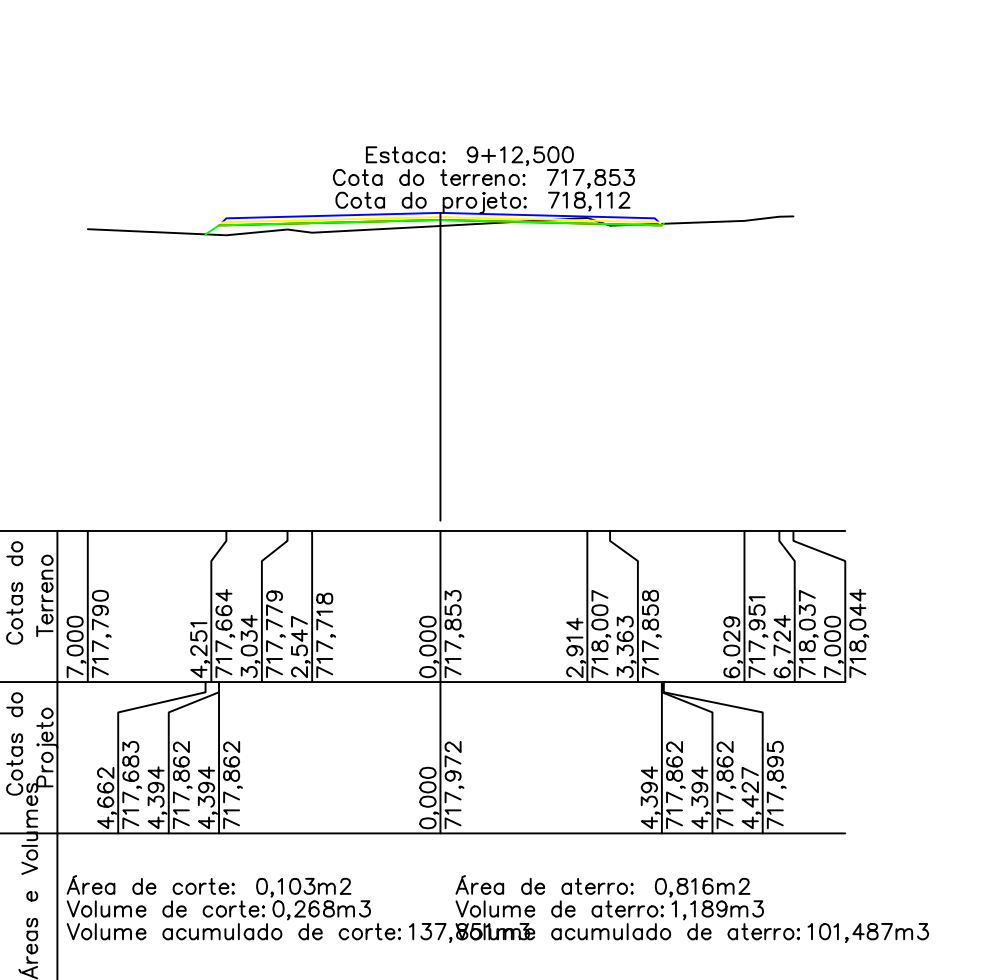 Estaca: 9+12,500
Cota do terreno: 717,853
Cota do projeto: 718,112
Cotas do
Terreno
7,000
717,790
4,251
717,664
3,034
717,779
2,547
717,718
0,000
717,853
2,914
718,007
3,363
717,858
6,029
717,951
6,724
718,037
7,000
718,044
Cotas do
Projeto
4,662
717,683
4,394
717,862
4,394
717,862
0,000
717,972
4,394
717,862
4,394
717,862
4,427
717,895
Áreas e Volumes
Área de corte: 0,103m2
Volume de corte:0,268m3
Volume acumulado de corte:137,851m3
Área de aterro: 0,816m2
Volume de aterro:1,189m3
Volume acumulado de aterro:101,487m3